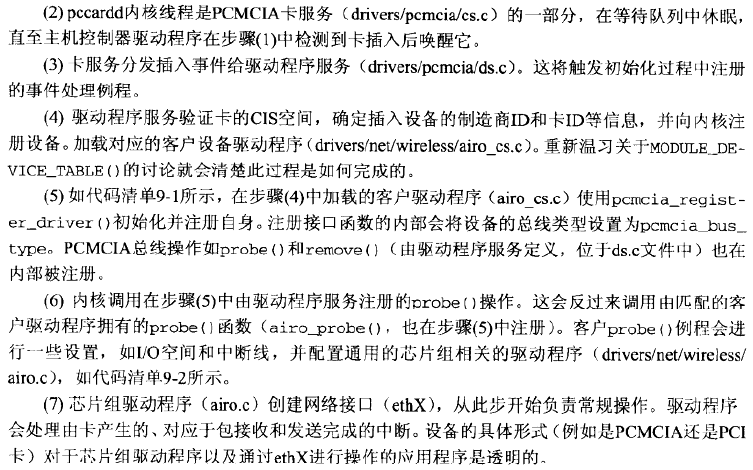 (2) pccardd内核线程是PCMCIA卡服务（drivers/pcmcia/cs.c）的一部分，在等待队列中休眠，
直至主机控制器驱动程序在步骤(1)中检测到卡插入后唤醒它。
(3) 卡服务分发插入事件给驱动程序服务（drivers/pcmcia/ds.c）。这将触发初始化过程中注册
的事件处理例程。
(4) 驱动程序服务验证卡的CIS空间，确定插入设备的制造商ID和卡ID等信息，并向内核注
册设备。加载对应的客户设备驱动程序（drivers/net/wireless/airo_cs.c）。重新温习关于MODULE_DE-
VICE_TABLE()的讨论就会清楚此过程是如何完成的。
(5) 如代码清单9-1所示，在步骤(4)中加载的客户驱动程序（airo_cs.c）使用pcmcia_regist-
er_driver()初始化并注册自身。注册接口函数的内部会将设备的总线类型设置为pcmcia_bus_
type。PCMCIA总线操作如probe()和remove()（由驱动程序服务定义，位于ds.c文件中）也在
内部被注册。
(6) 内核调用在步骤(5)中由驱动程序服务注册的probe()操作。这会反过来调用由匹配的客
户驱动程序拥有的probe()函数（airo_probe()，也在步骤(5)中注册）。客户probe()例程会进
行一些设置，如I/O空间和中断线，并配置通用的芯片组相关的驱动程序（drivers/net/wireless/
airo.c），如代码清单9-2所示。
(7) 芯片组驱动程序（airo.c）创建网络接口（ethX），从此步开始负责常规操作。驱动程序
会处理由卡产生的、对应于包接收和发送完成的中断。设备的具体形式（例如是PCMCIA还是PCI
卡）对于芯片组驱动程序以及通过ethX进行操作的应用程序是透明的。